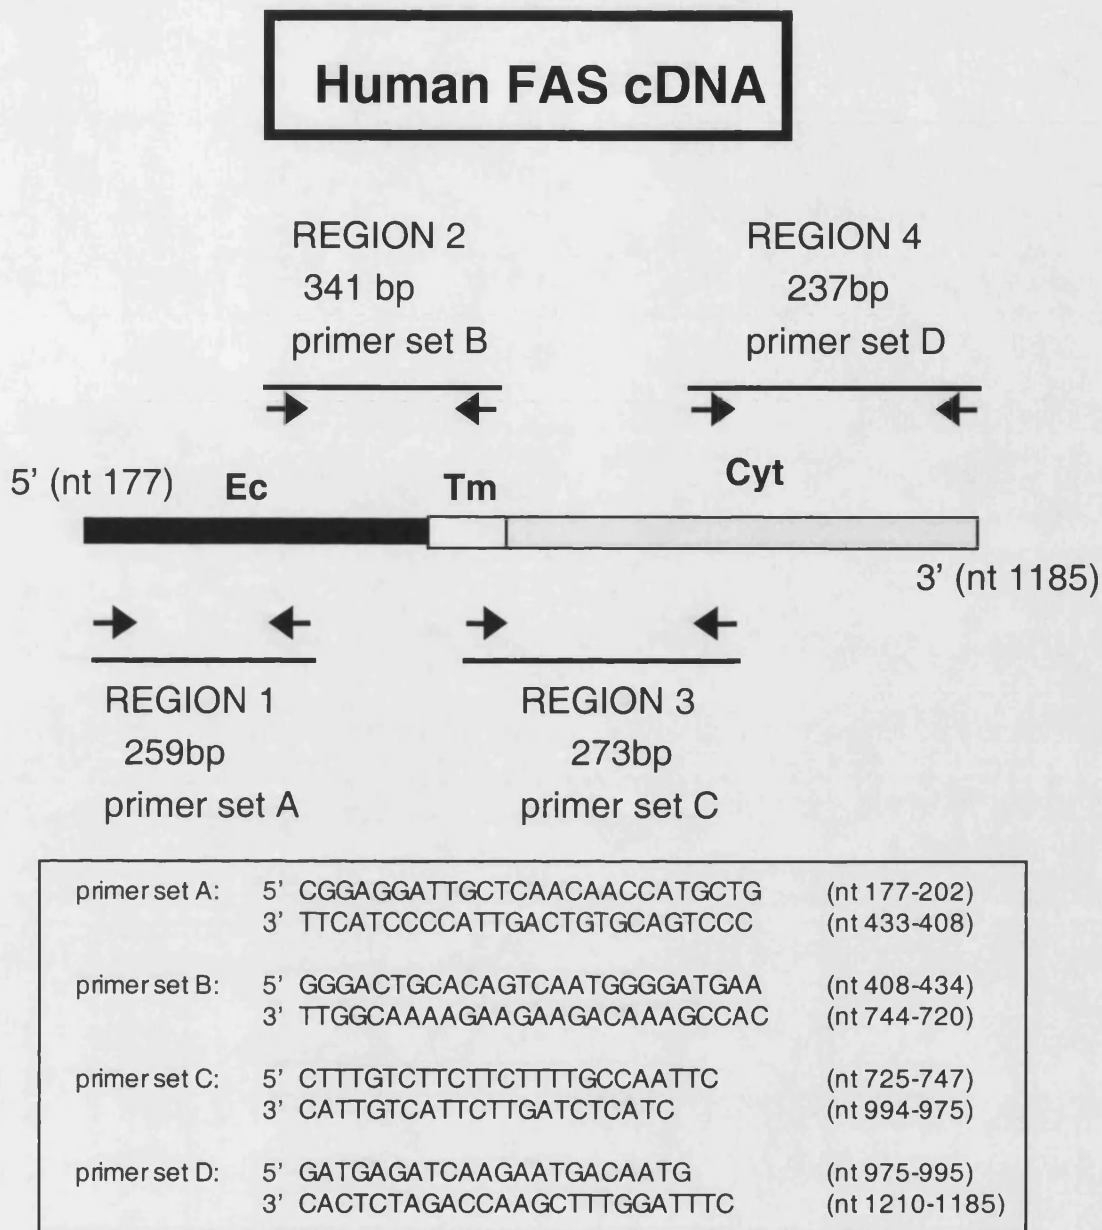 Human FAS cDNA
REGION 2
341 bp
primer set B
REGION 4
237bp
primer set D
5' (nt 177)
Ec
Tm
Cyt
3' (nt 1185)
REGION 1
259bp
primer set A
REGION 3
273bp
primer set C
primer set A: 5' CGGAGGATTGCTCAACAACCATGCTG (nt 177-202)
3' TTCATCCCCATTGACTGTGCAGTCCC (nt 433-408)
primer set B: 5' GGGACTGCACAGTCAATGGGGATGAA (nt 408-434)
3' TTGGCAAAAGAAGAAGACAAAGCCAC (nt 744-720)
primer set C: 5' CTTTGTCTTCTTCTTTTGCCAATTC (nt 725-747)
3' CATTGTCATTCTTGATCTCATC (nt 994-975)
primer set D: 5' GATGAGATCAAGAATGACAATG (nt 975-995)
3' CACTCTAGACCAAGCTTTGGATTTC (nt 1210-1185)